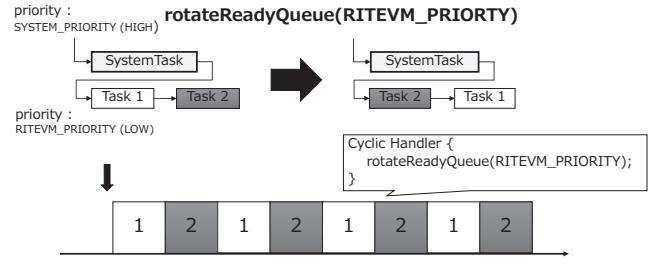 priority :
SYSTEM_PRIORITY (HIGH)
rotateReadyQueue(RITEVM_PRIORTY)
SystemTask
Task 1
Task 2
priority :
RITEVM_PRIORITY (LOW)
SystemTask
Task 2
Task 1
Cyclic Handler {
rotateReadyQueue(RITEVM_PRIORITY);
}
1 2 1 2 1 2 1 2